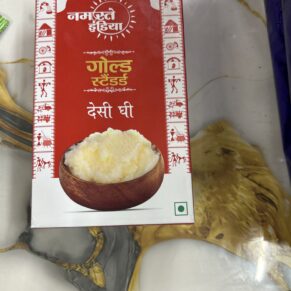 नमस्ते
इंडिया
गोल्ड
स्टैंडर्ड
देसी घी